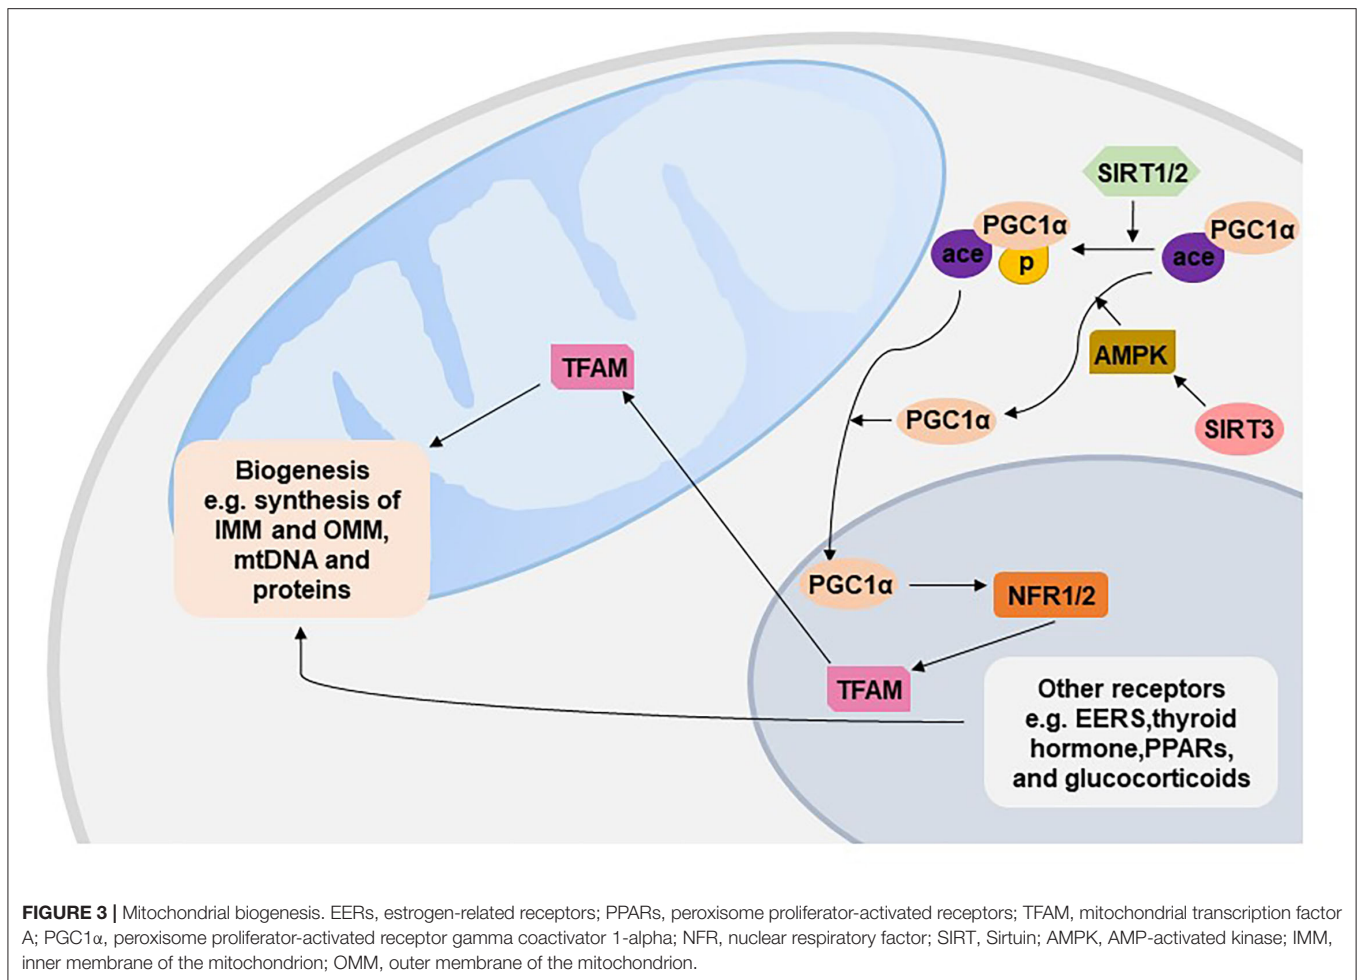 SIRT1/2
PGC1α
ace
p
PGC1α
ace
AMPK
SIRT3
PGC1α
TFAM
Biogenesis
e.g. synthesis of
IMM and OMM,
mtDNA and
proteins
PGC1α
NFR1/2
TFAM
Other receptors
e.g. EERS,thyroid
hormone,PPARs,
and glucocorticoids
FIGURE 3 | Mitochondrial biogenesis. EERs, estrogen-related receptors; PPARs, peroxisome proliferator-activated receptors; TFAM, mitochondrial transcription factor
A; PGC1α, peroxisome proliferator-activated receptor gamma coactivator 1-alpha; NFR, nuclear respiratory factor; SIRT, Sirtuin; AMPK, AMP-activated kinase; IMM,
inner membrane of the mitochondrion; OMM, outer membrane of the mitochondrion.